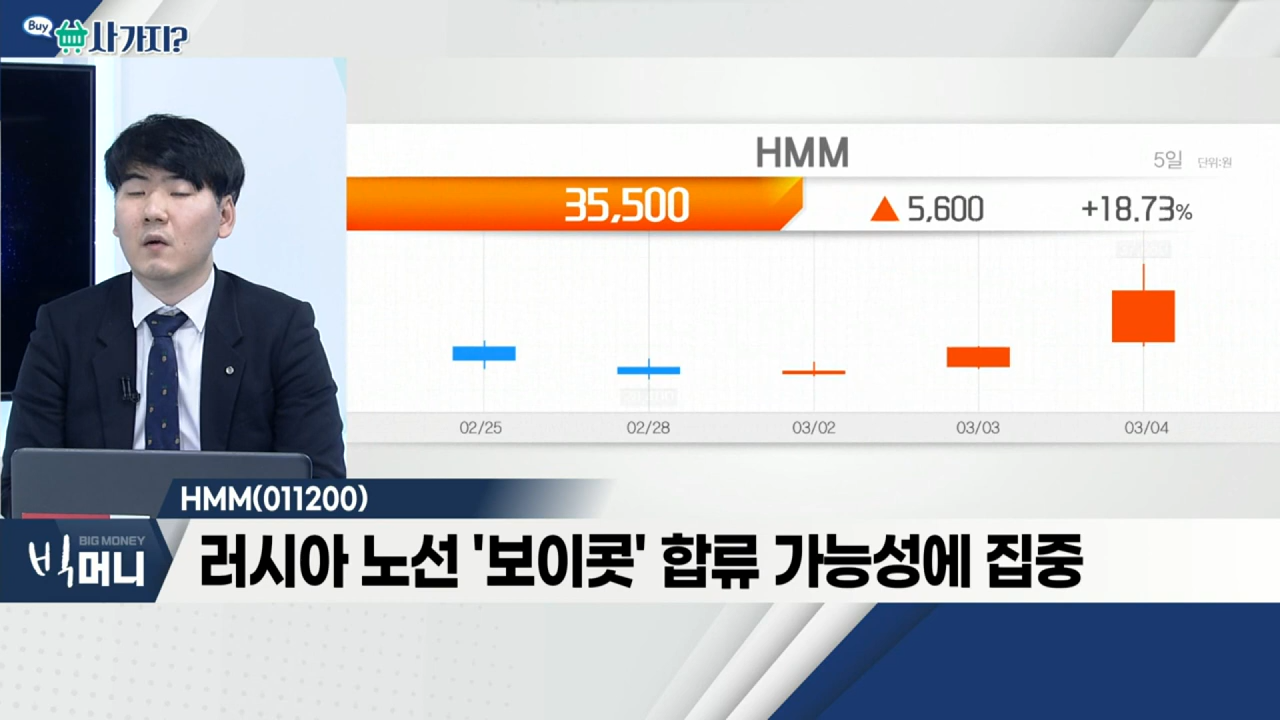 Buy
사가지?
HMM
5일 단위:원
35,500 ▲ 5,600 +18.73%
02/25 02/28 03/02 03/03 03/04
HMM(011200)
BIG MONEY
빅머니
러시아 노선 '보이콧' 합류 가능성에 집중